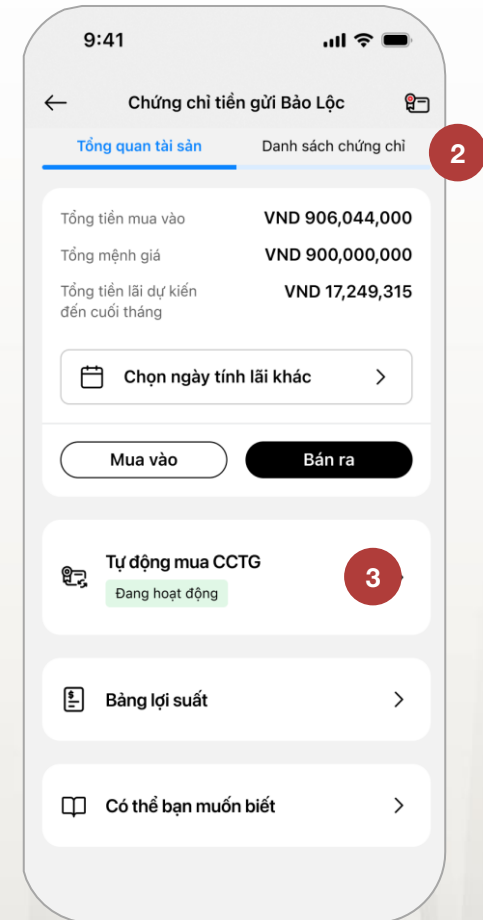 9:41
Chứng chỉ tiền gửi Bảo Lộc
Tổng quan tài sản
Danh sách chứng chỉ
2
Tổng tiền mua vào VND 906,044,000
Tổng mệnh giá VND 900,000,000
Tổng tiền lãi dự kiến VND 17,249,315
đến cuối tháng
Chọn ngày tính lãi khác
Mua vào
Bán ra
Tự động mua CCTG
Đang hoạt động
3
Bảng lợi suất
Có thể bạn muốn biết